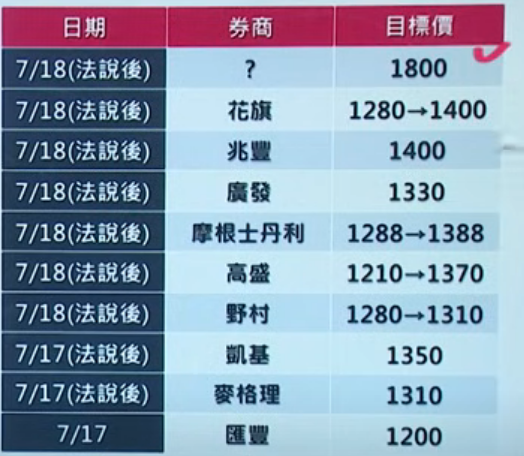 日期 券商 目標價
7/18(法說後) ? 1800
7/18(法說後) 花旗 1280→1400
7/18(法說後) 兆豐 1400
7/18(法說後) 廣發 1330
7/18(法說後) 摩根士丹利 1288→1388
7/18(法說後) 高盛 1210→1370
7/18(法說後) 野村 1280→1310
7/17(法說後) 凱基 1350
7/17(法說後) 麥格理 1310
7/17 匯豐 1200